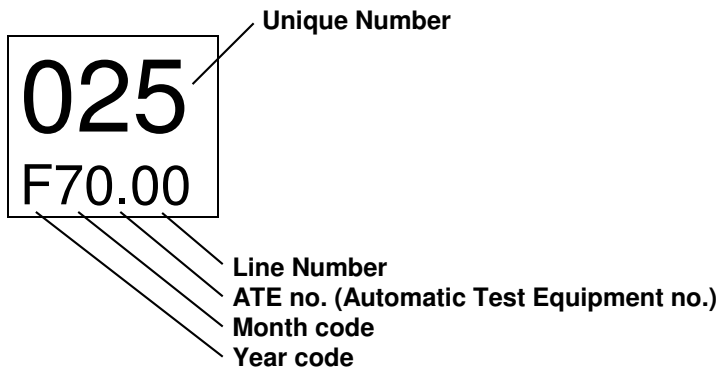 Unique Number
025
F70.00
Line Number
ATE no. (Automatic Test Equipment no.)
Month code
Year code